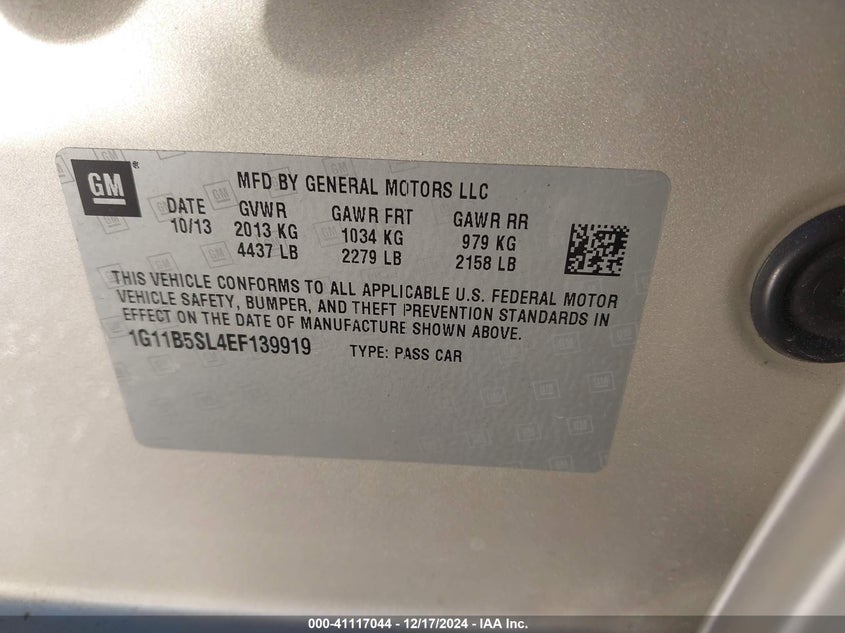 GM®
MFD BY GENERAL MOTORS LLC
DATE GVWR GAWR FRT GAWR RR
10/13 2013 KG 1034 KG 979 KG
4437 LB 2279 LB 2158 LB
THIS VEHICLE CONFORMS TO ALL APPLICABLE U.S. FEDERAL MOTOR
VEHICLE SAFETY, BUMPER, AND THEFT PREVENTION STANDARDS IN
EFFECT ON THE DATE OF MANUFACTURE SHOWN ABOVE.
1G11B5SL4EF139919 TYPE: PASS CAR
000-41117044 - 12/17/2024 - IAA Inc.